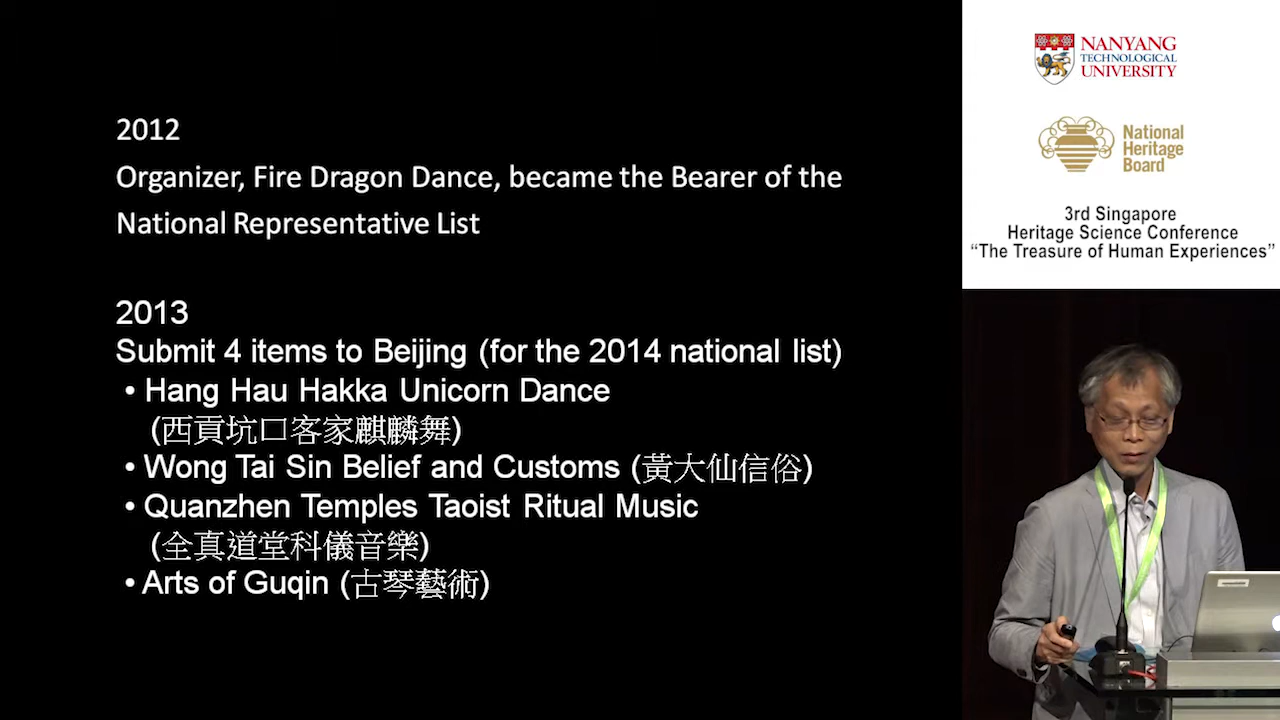 2012
Organizer, Fire Dragon Dance, became the Bearer of the
National Representative List
2013
Submit 4 items to Beijing (for the 2014 national list)
• Hang Hau Hakka Unicorn Dance
(西貢坑口客家麒麟舞)
• Wong Tai Sin Belief and Customs (黃大仙信俗)
• Quanzhen Temples Taoist Ritual Music
(全真道堂科儀音樂)
• Arts of Guqin (古琴藝術)
NANYANG
TECHNOLOGICAL
UNIVERSITY
National
Heritage
Board
3rd Singapore
Heritage Science Conference
“The Treasure of Human Experiences”